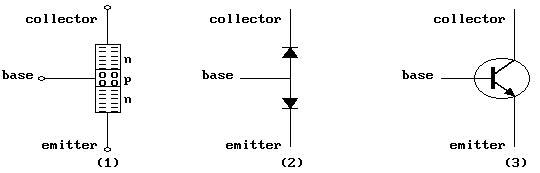 collector collector collector
n
base p base base
n
emitter emitter emitter
(1) (2) (3)